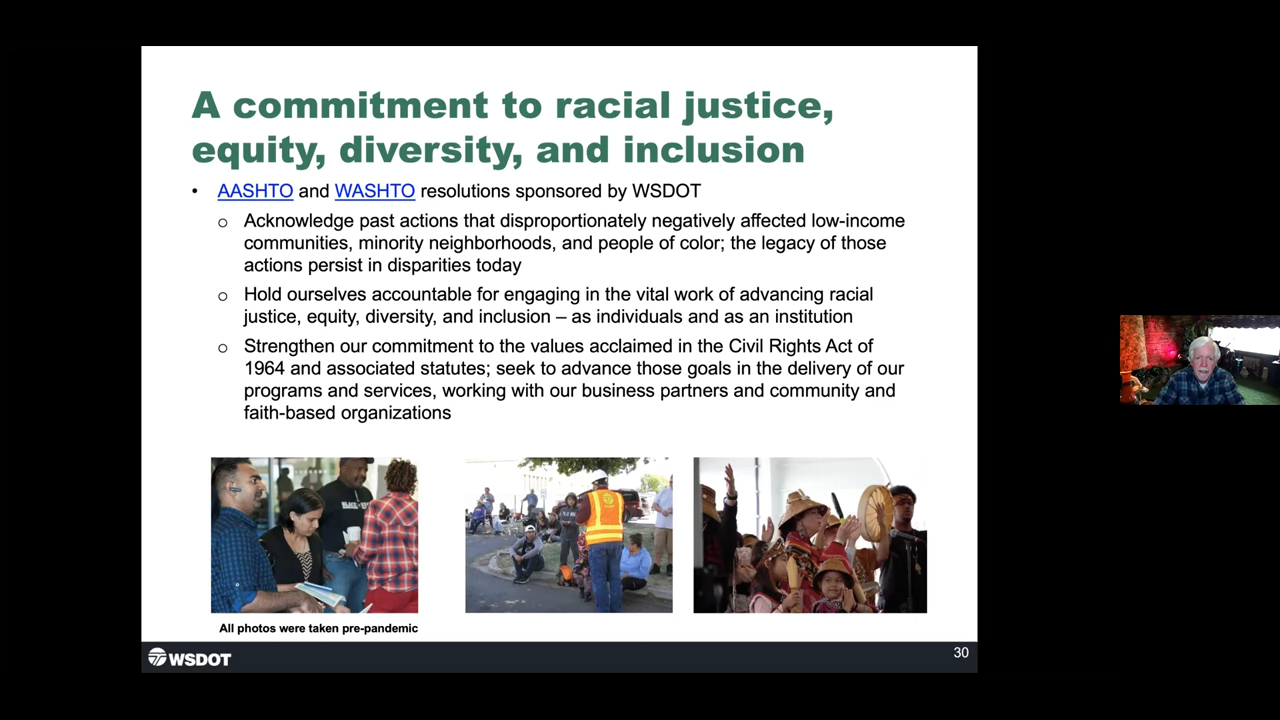 A commitment to racial justice,
equity, diversity, and inclusion
• AASHTO and WASHTO resolutions sponsored by WSDOT
o Acknowledge past actions that disproportionately negatively affected low-income
communities, minority neighborhoods, and people of color; the legacy of those
actions persist in disparities today
o Hold ourselves accountable for engaging in the vital work of advancing racial
justice, equity, diversity, and inclusion – as individuals and as an institution
o Strengthen our commitment to the values acclaimed in the Civil Rights Act of
1964 and associated statutes; seek to advance those goals in the delivery of our
programs and services, working with our business partners and community and
faith-based organizations
All photos were taken pre-pandemic
WSDOT
30